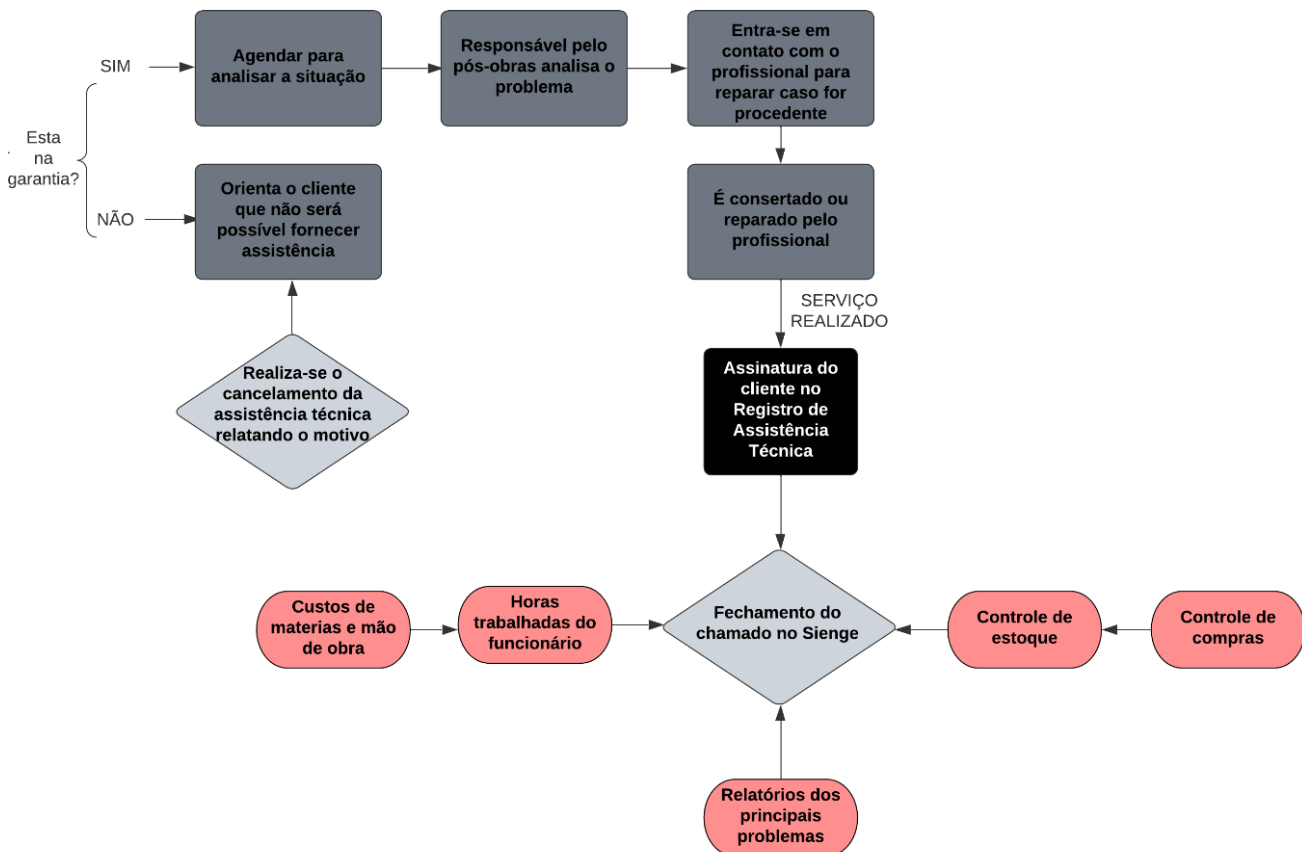 SIM
Agendar para
analisar a situação
Responsável pelo
pós-obras analisa o
problema
Entra-se em
contato com o
profissional para
reparar caso for
procedente
Esta
na
garantia?
NÃO
Orienta o cliente
que não será
possível fornecer
assistência
É consertado ou
reparado pelo
profissional
SERVIÇO
REALIZADO
Realiza-se o
cancelamento da
assistência técnica
relatando o motivo
Assinatura do
cliente no
Registro de
Assistência
Técnica
Custos de
materias e mão
de obra
Horas
trabalhadas do
funcionário
Fechamento do
chamado no Sienge
Controle de
estoque
Controle de
compras
Relatórios dos
principais
problemas